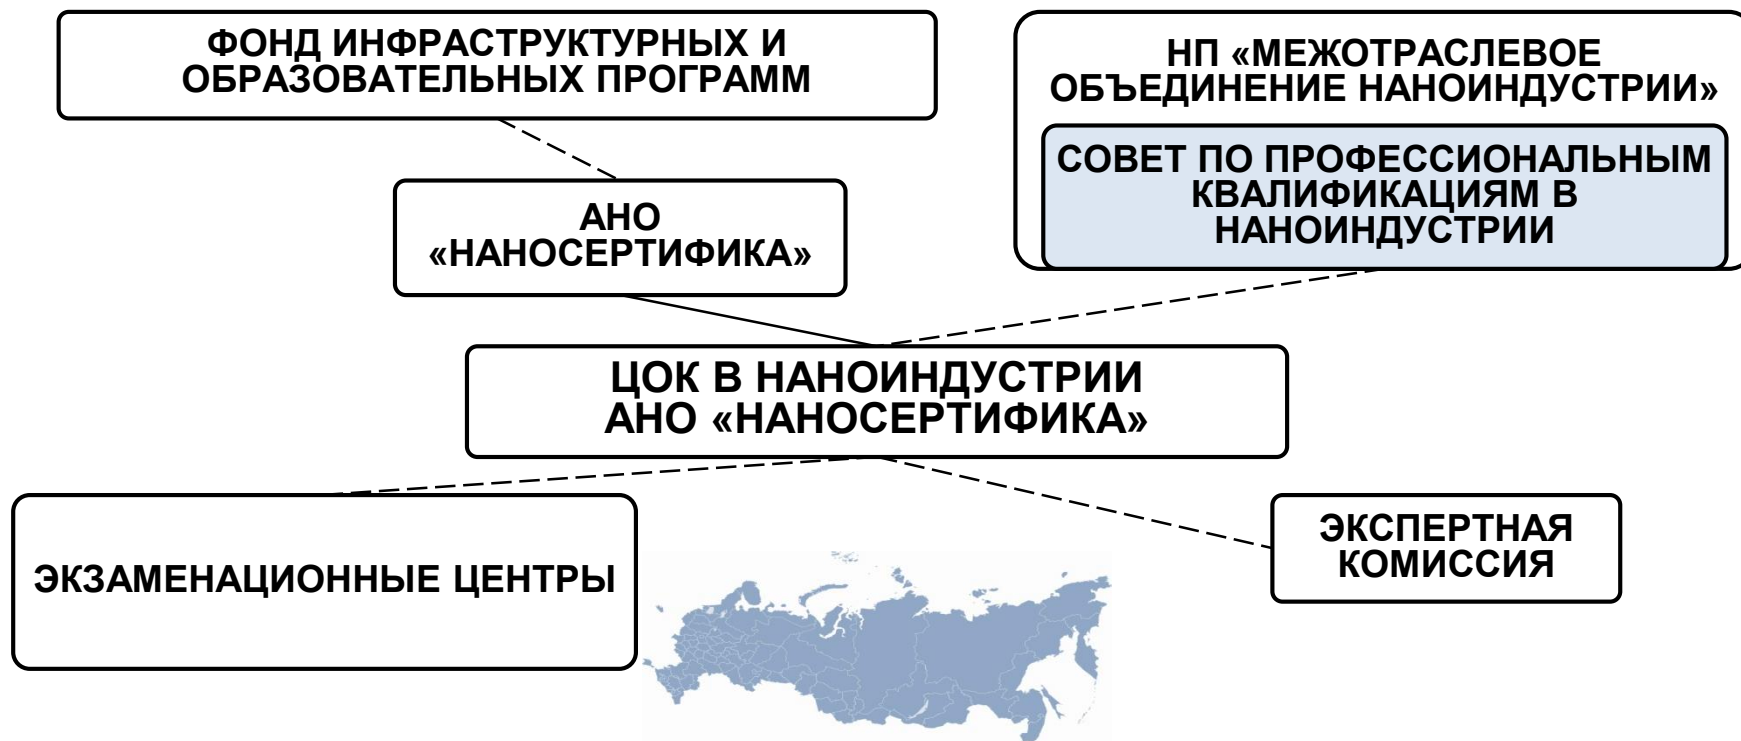 ФОНД ИНФРАСТРУКТУРНЫХ И
ОБРАЗОВАТЕЛЬНЫХ ПРОГРАММ
НП «МЕЖОТРАСЛЕВОЕ
ОБЪЕДИНЕНИЕ НАНОИНДУСТРИИ»
СОВЕТ ПО ПРОФЕССИОНАЛЬНЫМ
КВАЛИФИКАЦИЯМ В
НАНОИНДУСТРИИ
АНО
«НАНОСЕРТИФИКА»
ЦОК В НАНОИНДУСТРИИ
АНО «НАНОСЕРТИФИКА»
ЭКЗАМЕНАЦИОННЫЕ ЦЕНТРЫ
ЭКСПЕРТНАЯ
КОМИССИЯ